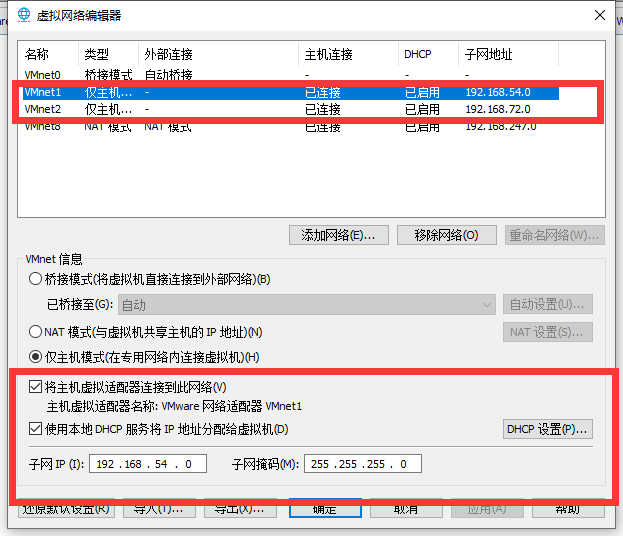 虚拟网络编辑器
名称 类型 外部连接 主机连接 DHCP 子网地址
VMnet0 桥接模式 自动桥接 - - -
VMnet1 仅主机... - 已连接 已启用 192.168.54.0
VMnet2 仅主机... - 已连接 已启用 192.168.72.0
VMnet8 NAT 模式 NAT 模式 已连接 已启用 192.168.247.0
添加网络(E)... 移除网络(O) 重命名网络(W)...
VMnet 信息
桥接模式(将虚拟机直接连接到外部网络)(B)
已桥接至(G): 自动 自动设置(U)...
NAT 模式(与虚拟机共享主机的 IP 地址)(N) NAT 设置(S)...
仅主机模式(在专用网络内连接虚拟机)(H)
将主机虚拟适配器连接到此网络(V)
主机虚拟适配器名称: VMware 网络适配器 VMnet1
使用本地 DHCP 服务将 IP 地址分配给虚拟机(D) DHCP 设置(P)...
子网 IP (I): 192 . 168 . 54 . 0 子网掩码(M): 255 . 255 . 255 . 0
还原默认设置(R) 导入(T)... 导出(X)... 确定 取消 应用(A) 帮助